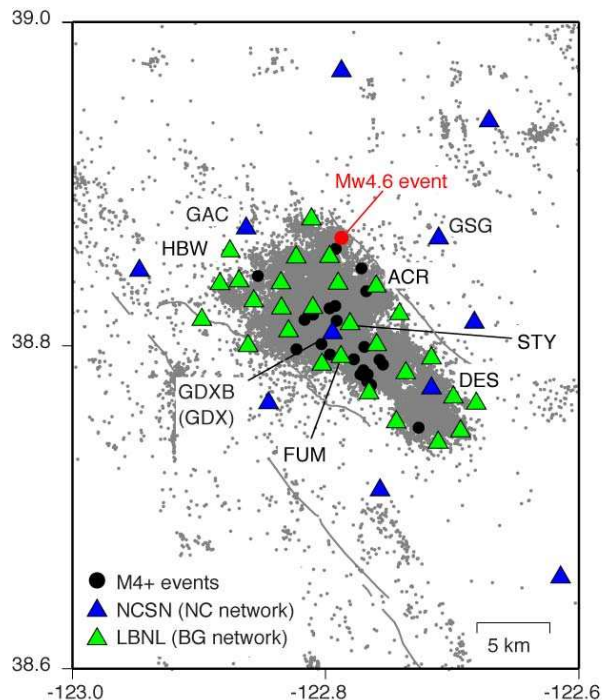 39.0
Mw4.6 event
GAC
GSG
HBW
ACR
38.8
STY
GDXB
(GDX)
DES
FUM
M4+ events
NCSN (NC network)
LBNL (BG network)
5 km
38.6
-123.0
-122.8
-122.6